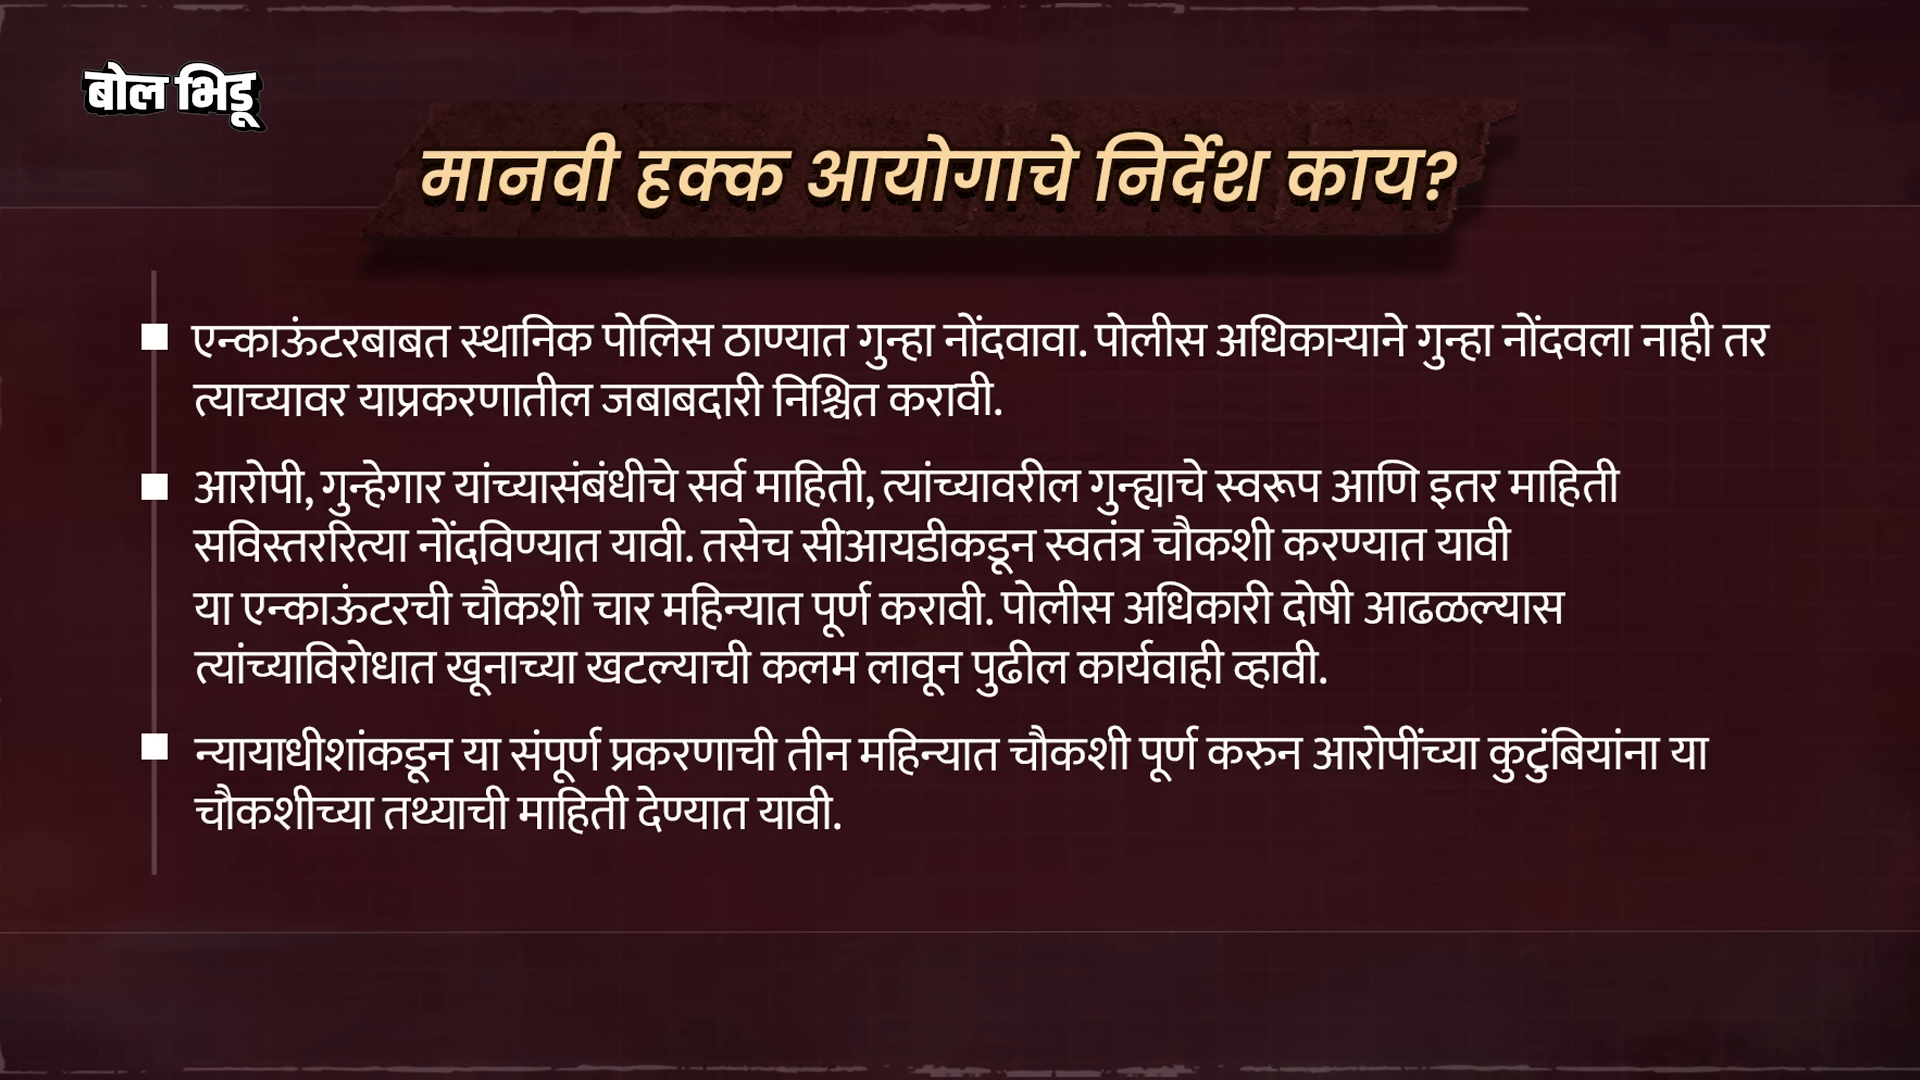 बोल भिडू
मानवी हक्क आयोगाचे निर्देश काय?
एन्काऊंटरबाबत स्थानिक पोलिस ठाण्यात गुन्हा नोंदवावा. पोलीस अधिकाऱ्याने गुन्हा नोंदवला नाही तर
त्याच्यावर याप्रकरणातील जबाबदारी निश्चित करावी.
आरोपी, गुन्हेगार यांच्यासंबंधीचे सर्व माहिती, त्यांच्यावरील गुन्ह्याचे स्वरूप आणि इतर माहिती
सविस्तररित्या नोंदविण्यात यावी. तसेच सीआयडीकडून स्वतंत्र चौकशी करण्यात यावी
या एन्काऊंटरची चौकशी चार महिन्यात पूर्ण करावी. पोलीस अधिकारी दोषी आढळल्यास
त्यांच्याविरोधात खूनाच्या खटल्याची कलम लावून पुढील कार्यवाही व्हावी.
न्यायाधीशांकडून या संपूर्ण प्रकरणाची तीन महिन्यात चौकशी पूर्ण करुन आरोपींच्या कुटुंबियांना या
चौकशीच्या तथ्याची माहिती देण्यात यावी.